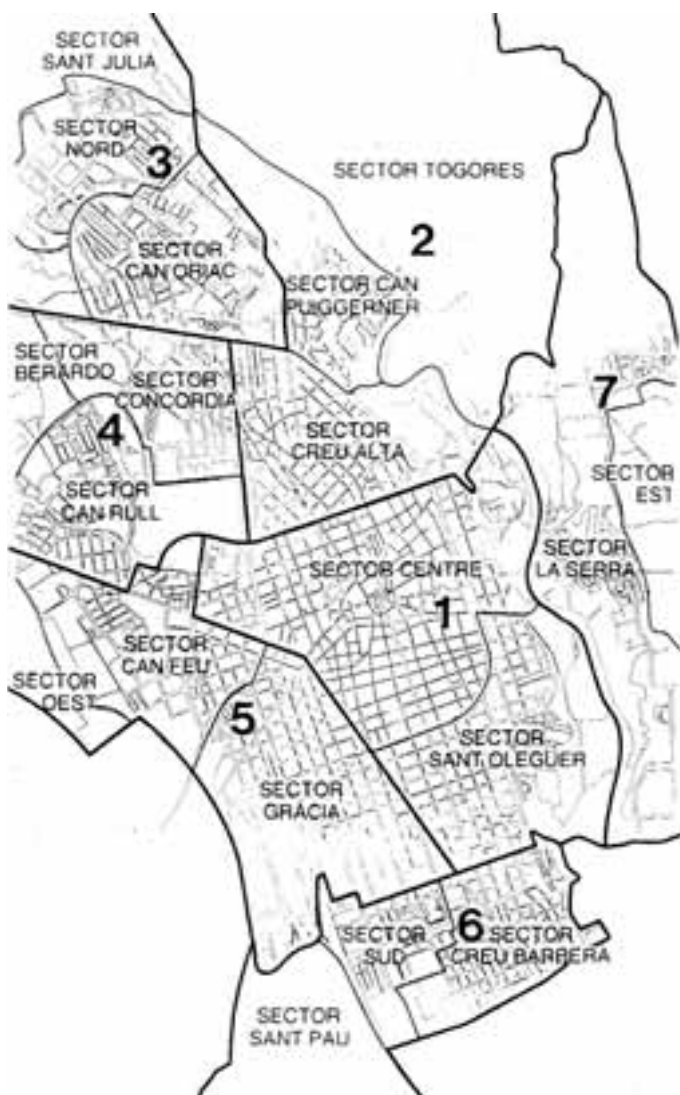 SECTOR
SANT JULIA
SECTOR
NORD
3
SECTOR TOGORES
2
SECTOR
CAN ORIAC
SECTOR CAN
PUIGGERNER
SECTOR
BERARDO
SECTOR
CONCORDIA
7
4
SECTOR
CREU ALTA
SECTOR
EST
SECTOR
CAN RULL
SECTOR
LA SERRA
SECTOR CENTRE
1
SECTOR
CAN FEU
SECTOR
OEST
5
SECTOR
SANT OLEGUER
SECTOR
GRÀCIA
6
SECTOR
SUD
SECTOR
CREU BARBERA
SECTOR
SANT PAU